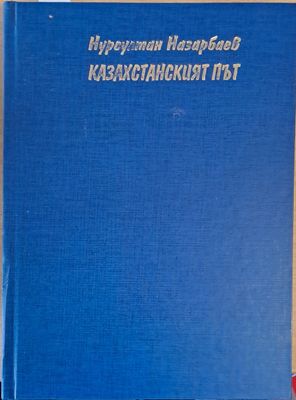 Нурсултан Назарбаев
КАЗАХСТАНСКИЯТ ПЪТ